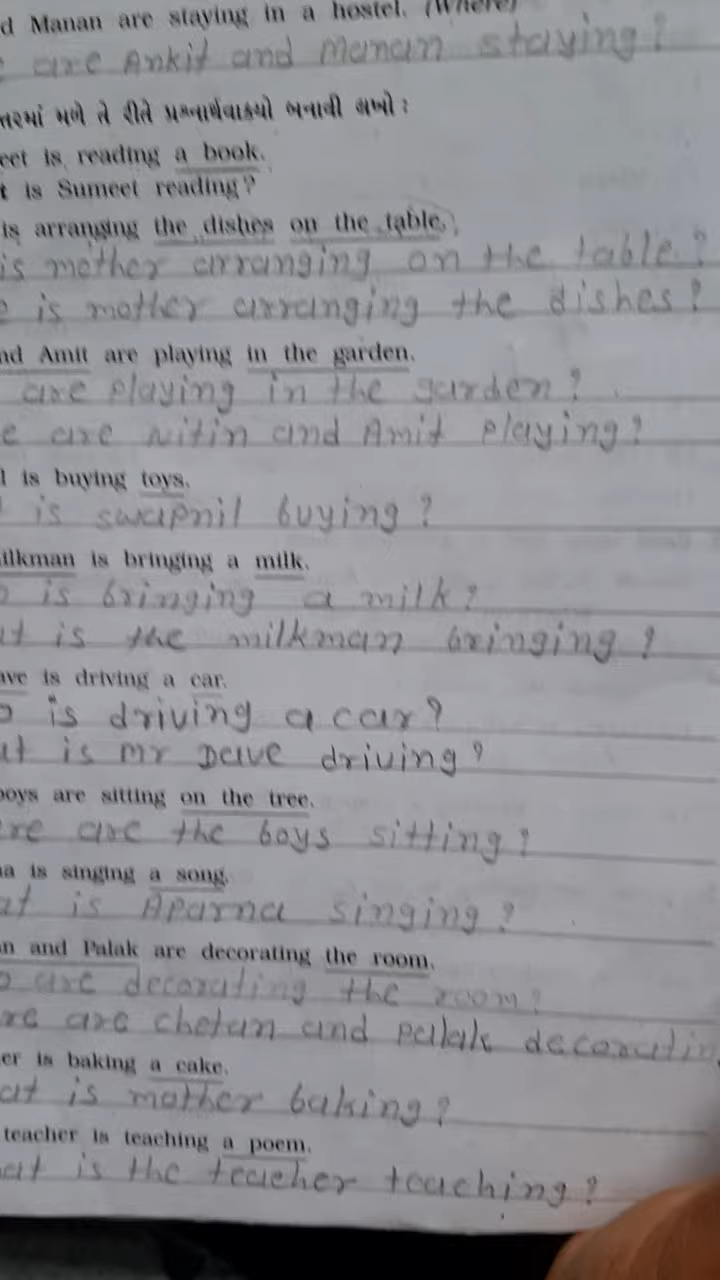 d Manan are staying in a hostel. (Where)
are Ankit and Manan staying?
ત્તરમાં મળે તે રીતે પ્રશ્નાર્થવાક્યો બનાવી લખો :
eet is reading a book.
t is Sumeet reading?
is arranging the dishes on the table.
is mother arranging on the table?
e is mother arranging the dishes?
nd Amit are playing in the garden.
are playing in the garden?
e are Nitin and Amit playing?
l is buying toys.
is swapnil buying?
ilkman is bringing a milk.
o is bringing a milk?
at is the milkman bringing?
ave is driving a car.
o is driving a car?
at is mr Dave driving?
boys are sitting on the tree.
ere are the boys sitting?
na is singing a song.
at is Aparna singing?
an and Palak are decorating the room.
o are decorating the room?
ere are chetan and palak decoratin
er is baking a cake.
at is mother baking?
teacher is teaching a poem.
hat is the teacher teaching?